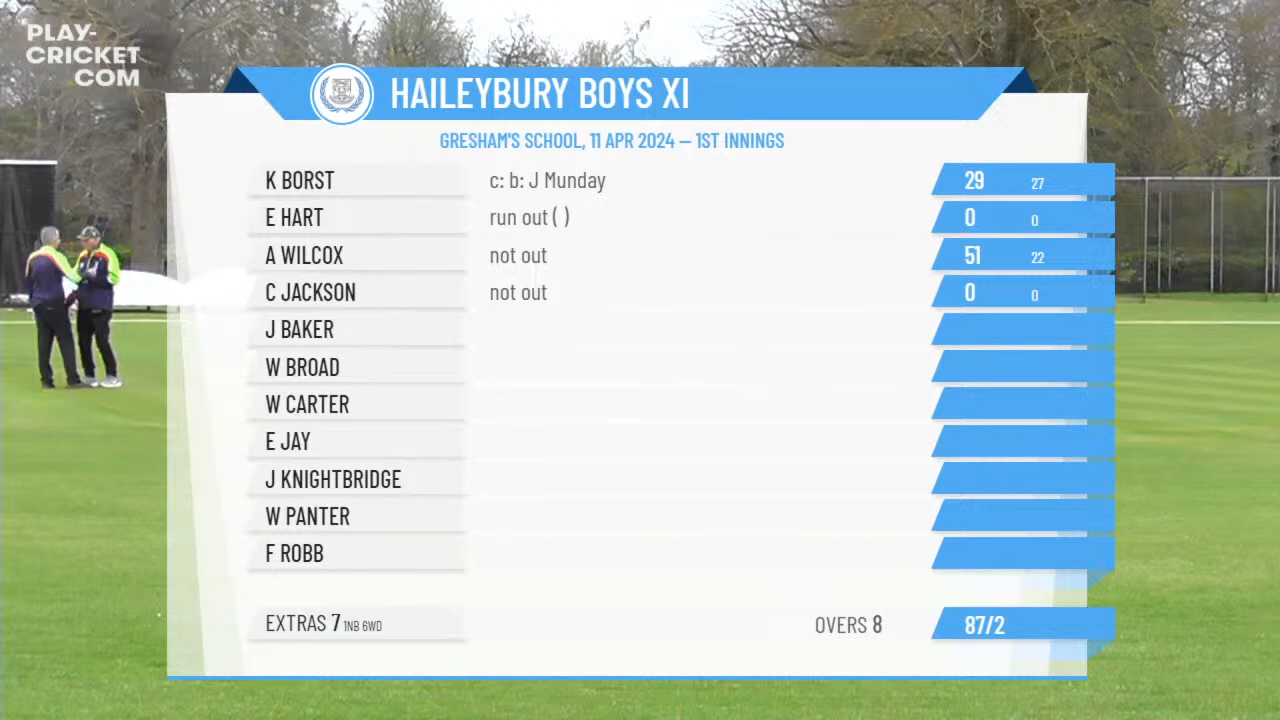 PLAY-
CRICKET
COM
HAILEYBURY BOYS XI
GRESHAM'S SCHOOL, 11 APR 2024 – 1ST INNINGS
K BORST c: b: J Munday 29 27
E HART run out ( ) 0 0
A WILCOX not out 51 22
C JACKSON not out 0 0
J BAKER
W BROAD
W CARTER
E JAY
J KNIGHTBRIDGE
W PANTER
F ROBB
EXTRAS 7 1NB 6WD OVERS 8 87/2